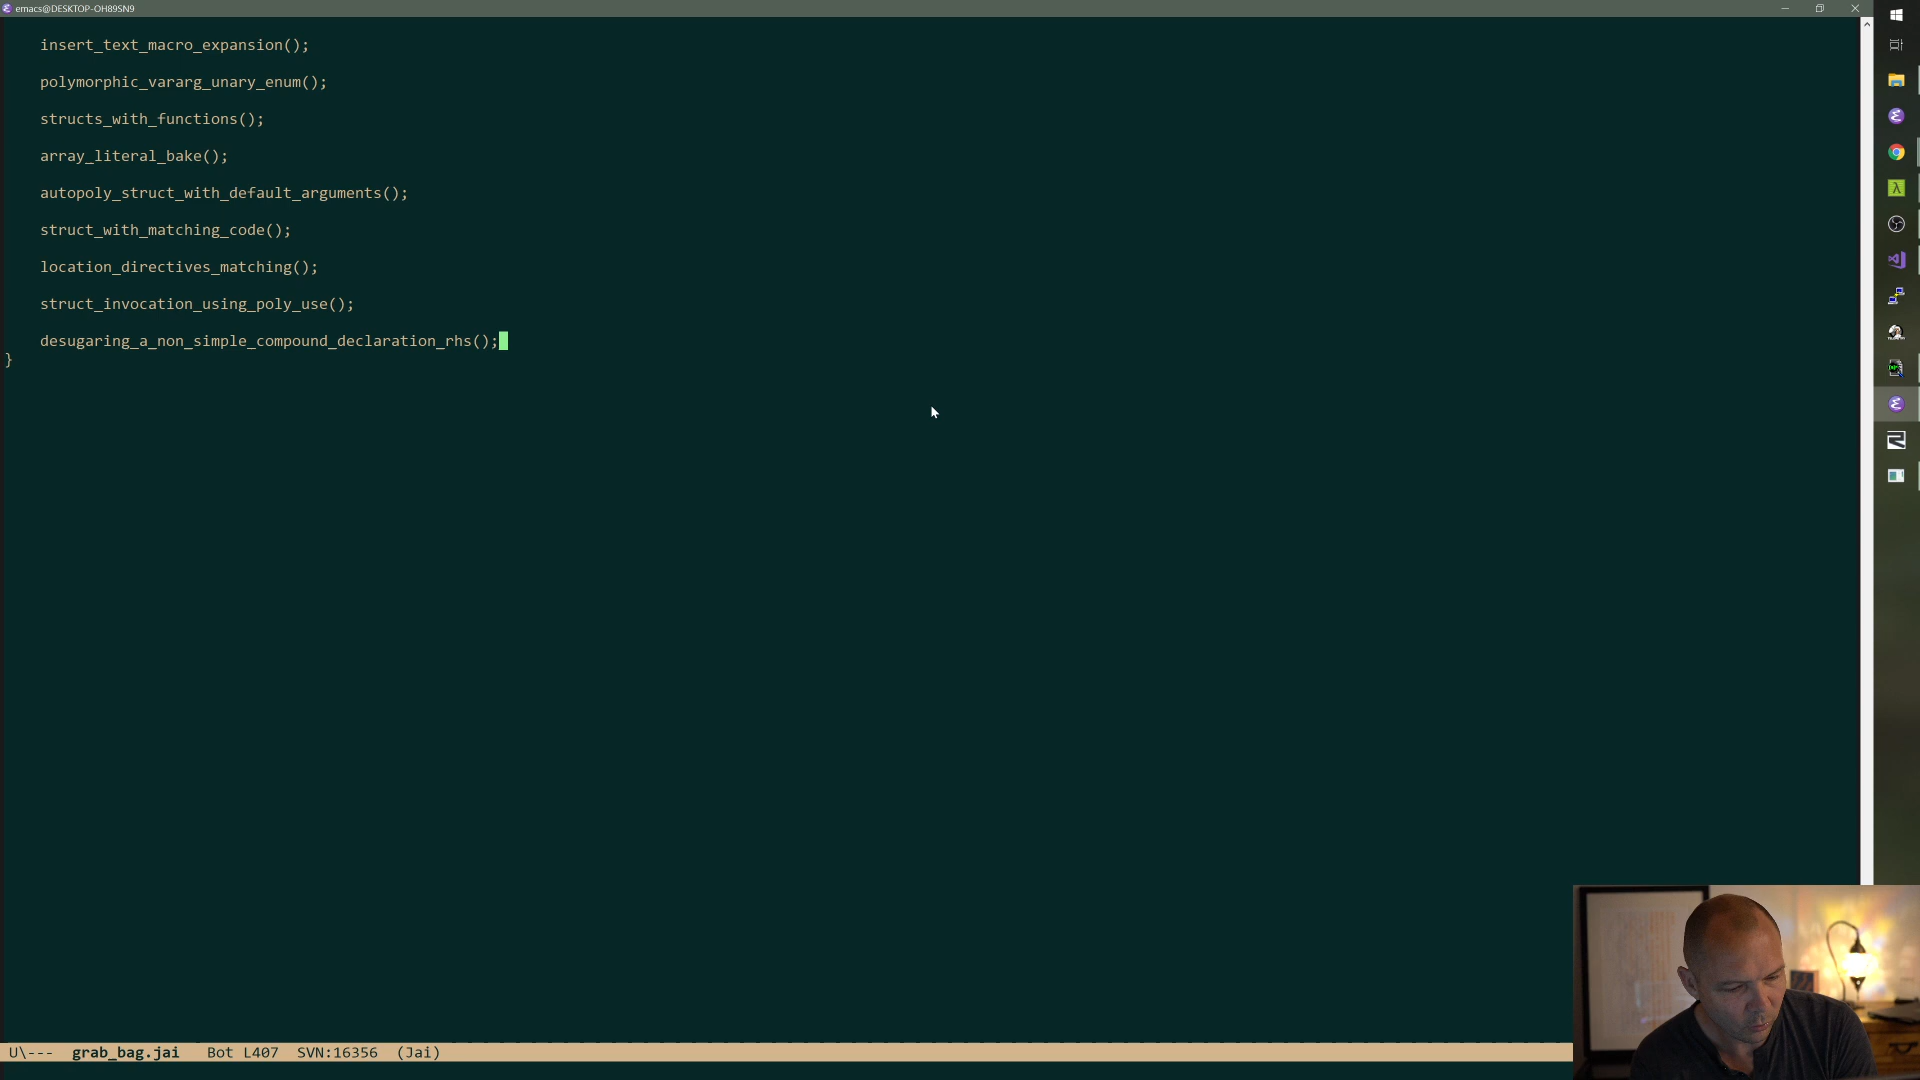 emacs@DESKTOP-OH89SN9
insert_text_macro_expansion();
polymorphic_vararg_unary_enum();
structs_with_functions();
array_literal_bake();
autopoly_struct_with_default_arguments();
struct_with_matching_code();
location_directives_matching();
struct_invocation_using_poly_use();
desugaring_a_non_simple_compound_declaration_rhs();
}
U\--- grab_bag.jai Bot L407 SVN:16356 (Jai)